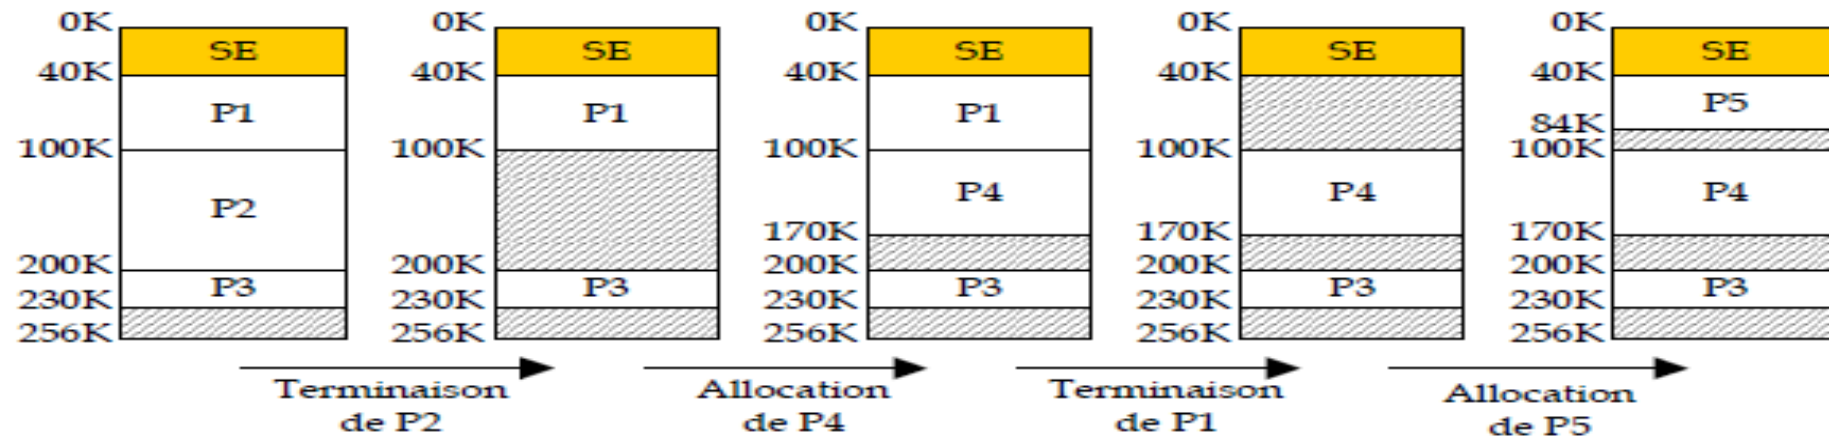 0K 0K 0K 0K 0K
SE SE SE SE SE
40K 40K 40K 40K 40K
P1 P1 P1 P5
84K
100K 100K 100K 100K 100K
P2 P4 P4 P4
170K 170K 170K
200K 200K 200K 200K 200K
P3 P3 P3 P3 P3
230K 230K 230K 230K 230K
256K 256K 256K 256K 256K
Terminaison Allocation Terminaison Allocation
de P2 de P4 de P1 de P5